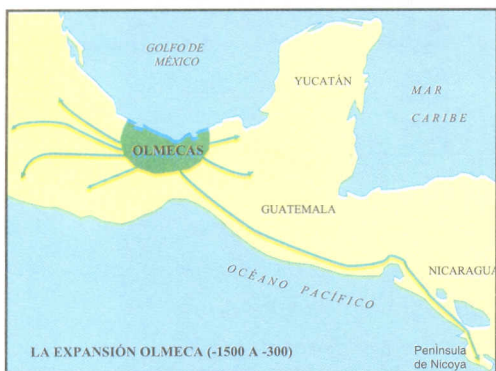 GOLFO DE
MÉXICO
YUCATÁN
MAR
CARIBE
OLMECAS
GUATEMALA
NICARAGUA
OCÉANO PACÍFICO
LA EXPANSIÓN OLMECA (-1500 A -300)
Península
de Nicoya